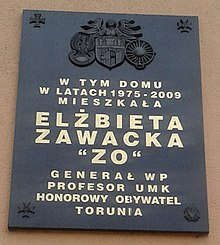 W TYM DOMU
W LATACH 1975-2009
MIESZKAŁA
ELŻBIETA
ZAWACKA
"ZO"
GENERAŁ WP
PROFESOR UMK
HONOROWY OBYWATEL
TORUNIA